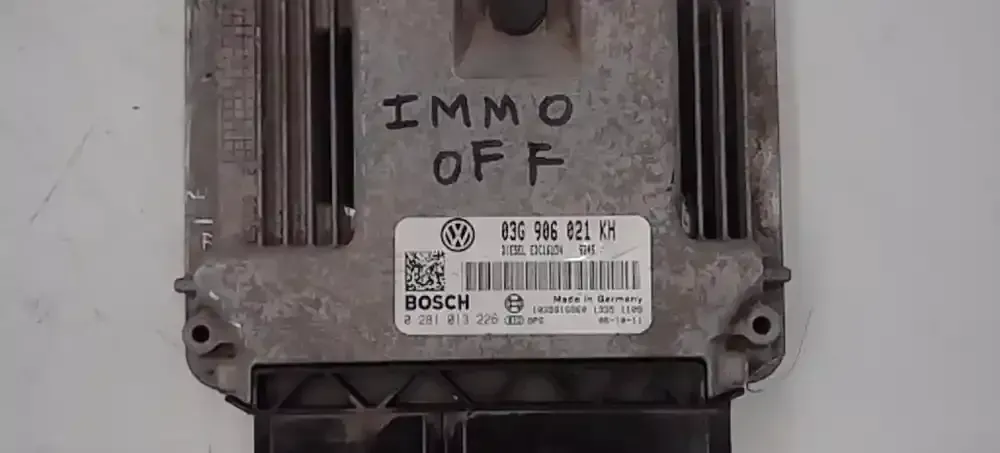 IMMO
OFF
03G 906 021 KH
DIESEL EDC16U34
BOSCH
Made in Germany
0 281 013 226